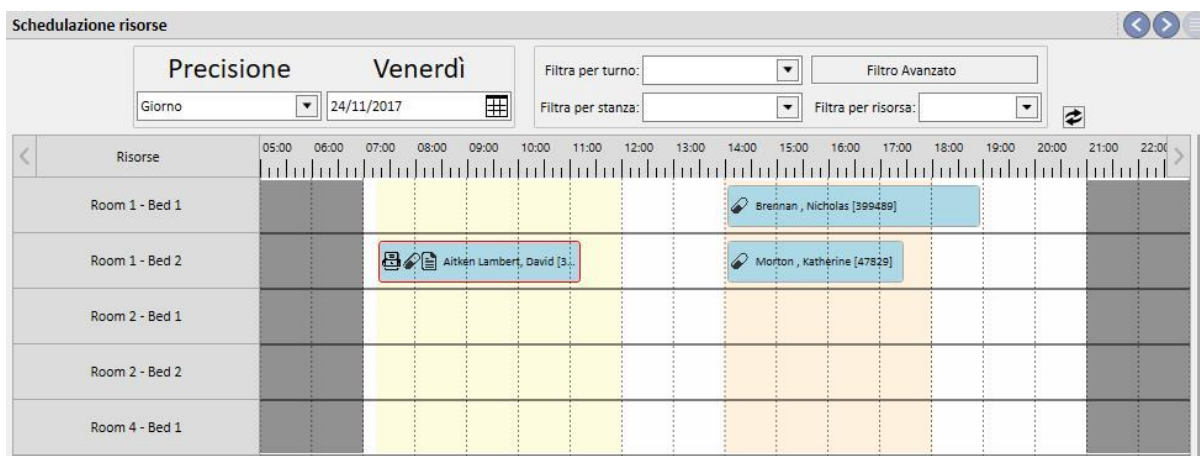 Schedulazione risorse
Precisione Venerdì
Giorno 24/11/2017
Filtra per turno: Filtro Avanzato
Filtra per stanza: Filtra per risorsa:
Risorse 05:00 06:00 07:00 08:00 09:00 10:00 11:00 12:00 13:00 14:00 15:00 16:00 17:00 18:00 19:00 20:00 21:00 22:00
Room 1 - Bed 1 Brennan , Nicholas [399489]
Room 1 - Bed 2 Aitken Lambert, David [3... Morton , Katherine [47829]
Room 2 - Bed 1
Room 2 - Bed 2
Room 4 - Bed 1